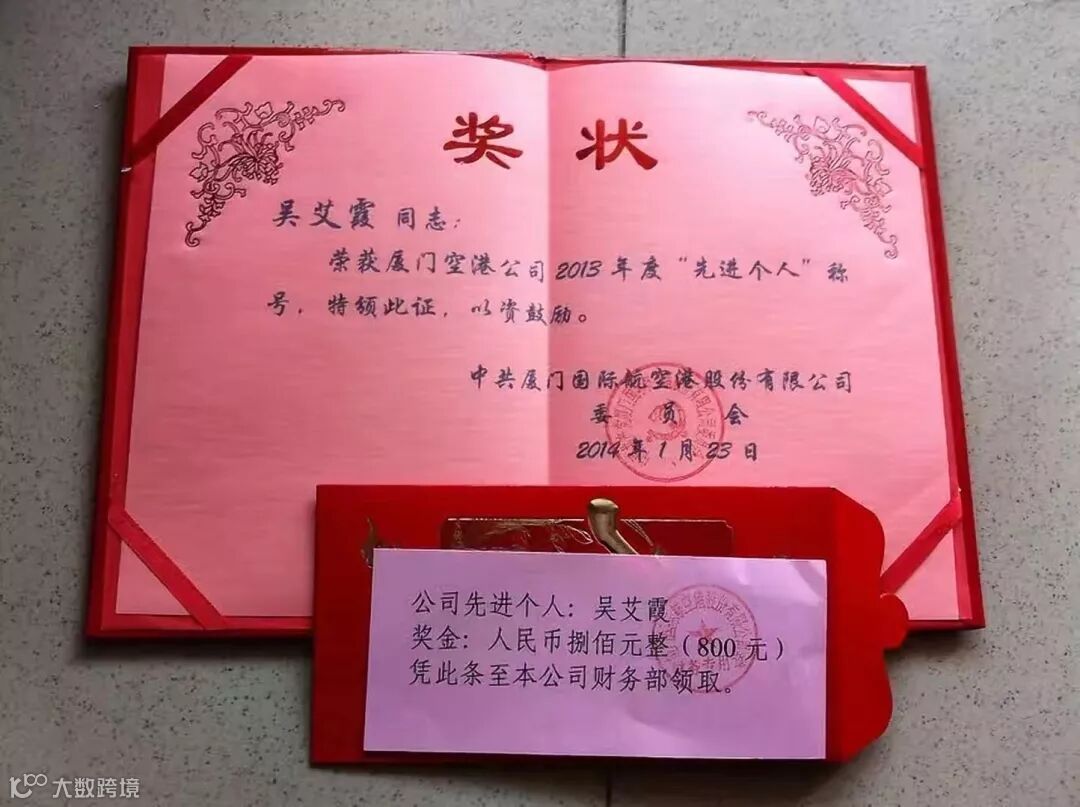 奖状
吴艾霞 同志：
荣获厦门空港公司2013年度“先进个人”称
号，特颁此证，以资鼓励。
中共厦门国际航空港股份有限公司
委员会
2014年1月23日
公司先进个人：吴艾霞
奖金：人民币捌佰元整（800元）
凭此条至本公司财务部领取。
大数跨境